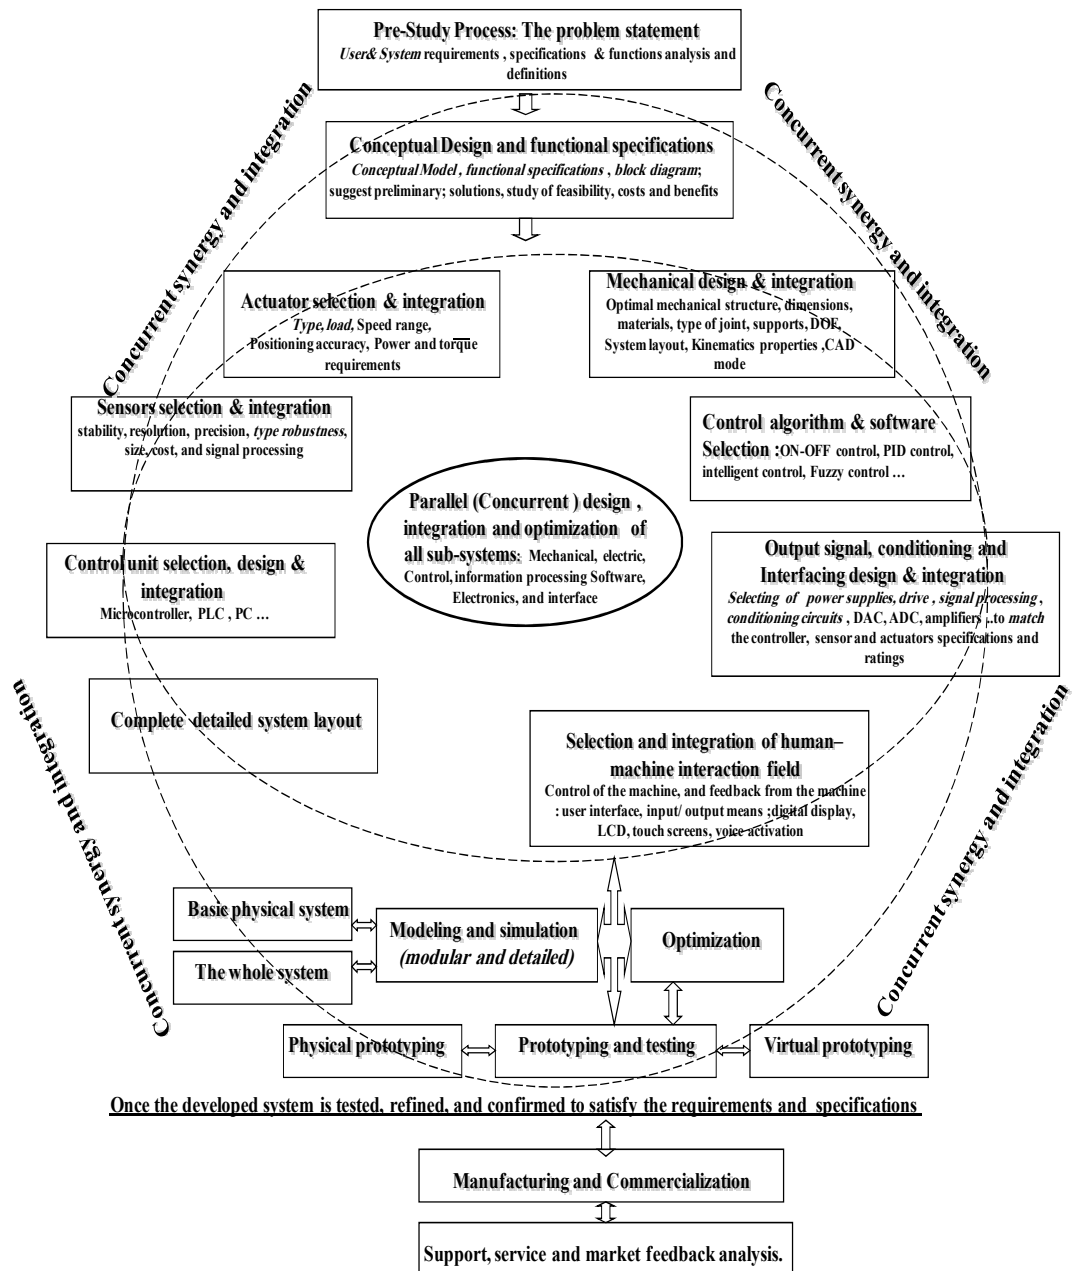 Pre-Study Process: The problem statement
User& System requirements , specifications & functions analysis and
definitions
Concurrent synergy and integration
Concurrent synergy and integration
Conceptual Design and functional specifications
Conceptual Model , functional specifications , block diagram;
suggest preliminary; solutions, study of feasibility, costs and benefits
Actuator selection & integration
Type, load, Speed range,
Positioning accuracy, Power and torque
requirements
Mechanical design & integration
Optimal mechanical structure, dimensions,
materials, type of joint, supports, DOF,
System layout, Kinematics properties ,CAD
mode
Sensors selection & integration
stability, resolution, precision, type robustness,
size, cost, and signal processing
Control algorithm & software
Selection :ON-OFF control, PID control,
intelligent control, Fuzzy control ...
Parallel (Concurrent ) design ,
integration and optimization of
all sub-systems: Mechanical, electric,
Control, information processing Software,
Electronics, and interface
Control unit selection, design &
integration
Microcontroller, PLC , PC ...
Output signal, conditioning and
Interfacing design & integration
Selecting of power supplies, drive , signal processing ,
conditioning circuits , DAC, ADC, amplifiers ..to match
the controller, sensor and actuators specifications and
ratings
Complete detailed system layout
Selection and integration of human–
machine interaction field
Control of the machine, and feedback from the machine
: user interface, input/ output means ;digital display,
LCD, touch screens, voice activation
Concurrent synergy and integration
Concurrent synergy and integration
Basic physical system
The whole system
Modeling and simulation
(modular and detailed)
Optimization
Physical prototyping
Prototyping and testing
Virtual prototyping
Once the developed system is tested, refined, and confirmed to satisfy the requirements and specifications
Manufacturing and Commercialization
Support, service and market feedback analysis.